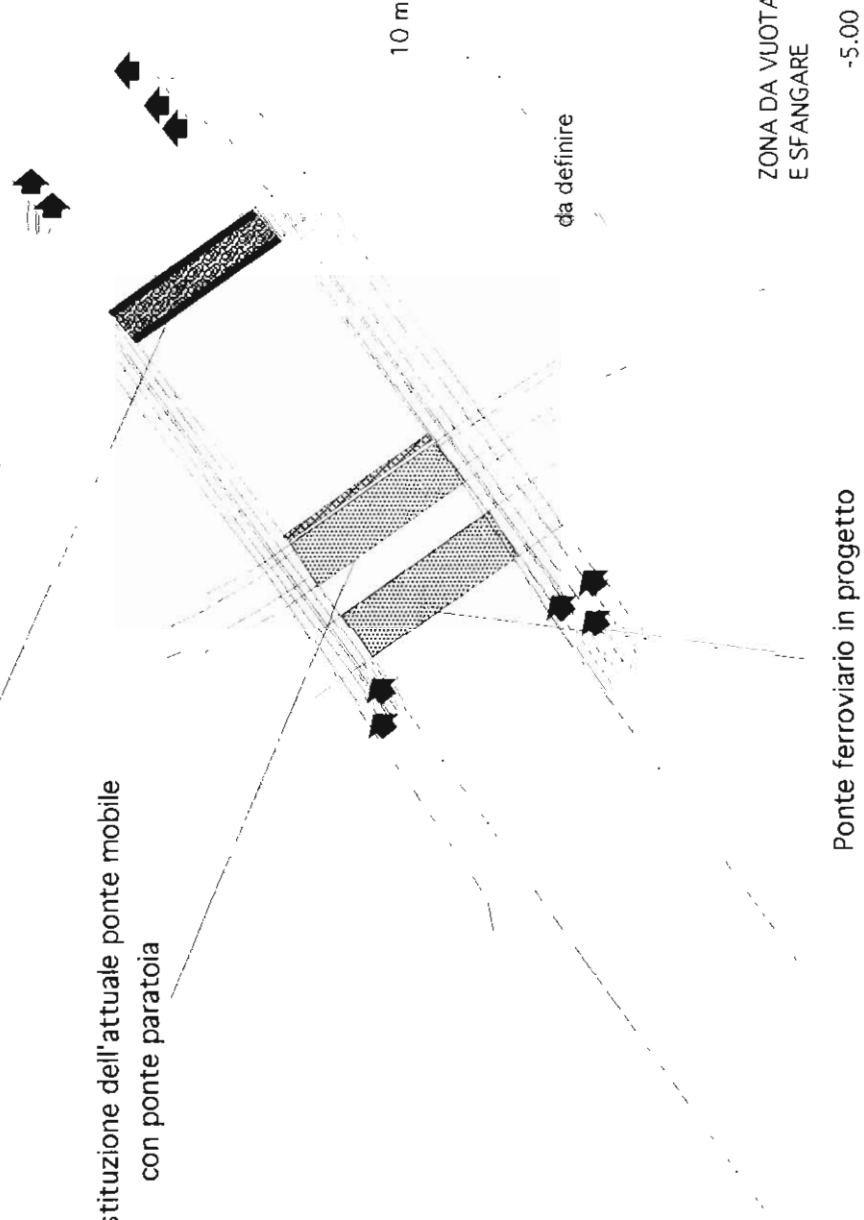 stituzione dell'attuale ponte mobile
con ponte paratoia
10 m
da definire
ZONA DA VUOTA
E SFANGARE
-5.00
Ponte ferroviario in progetto